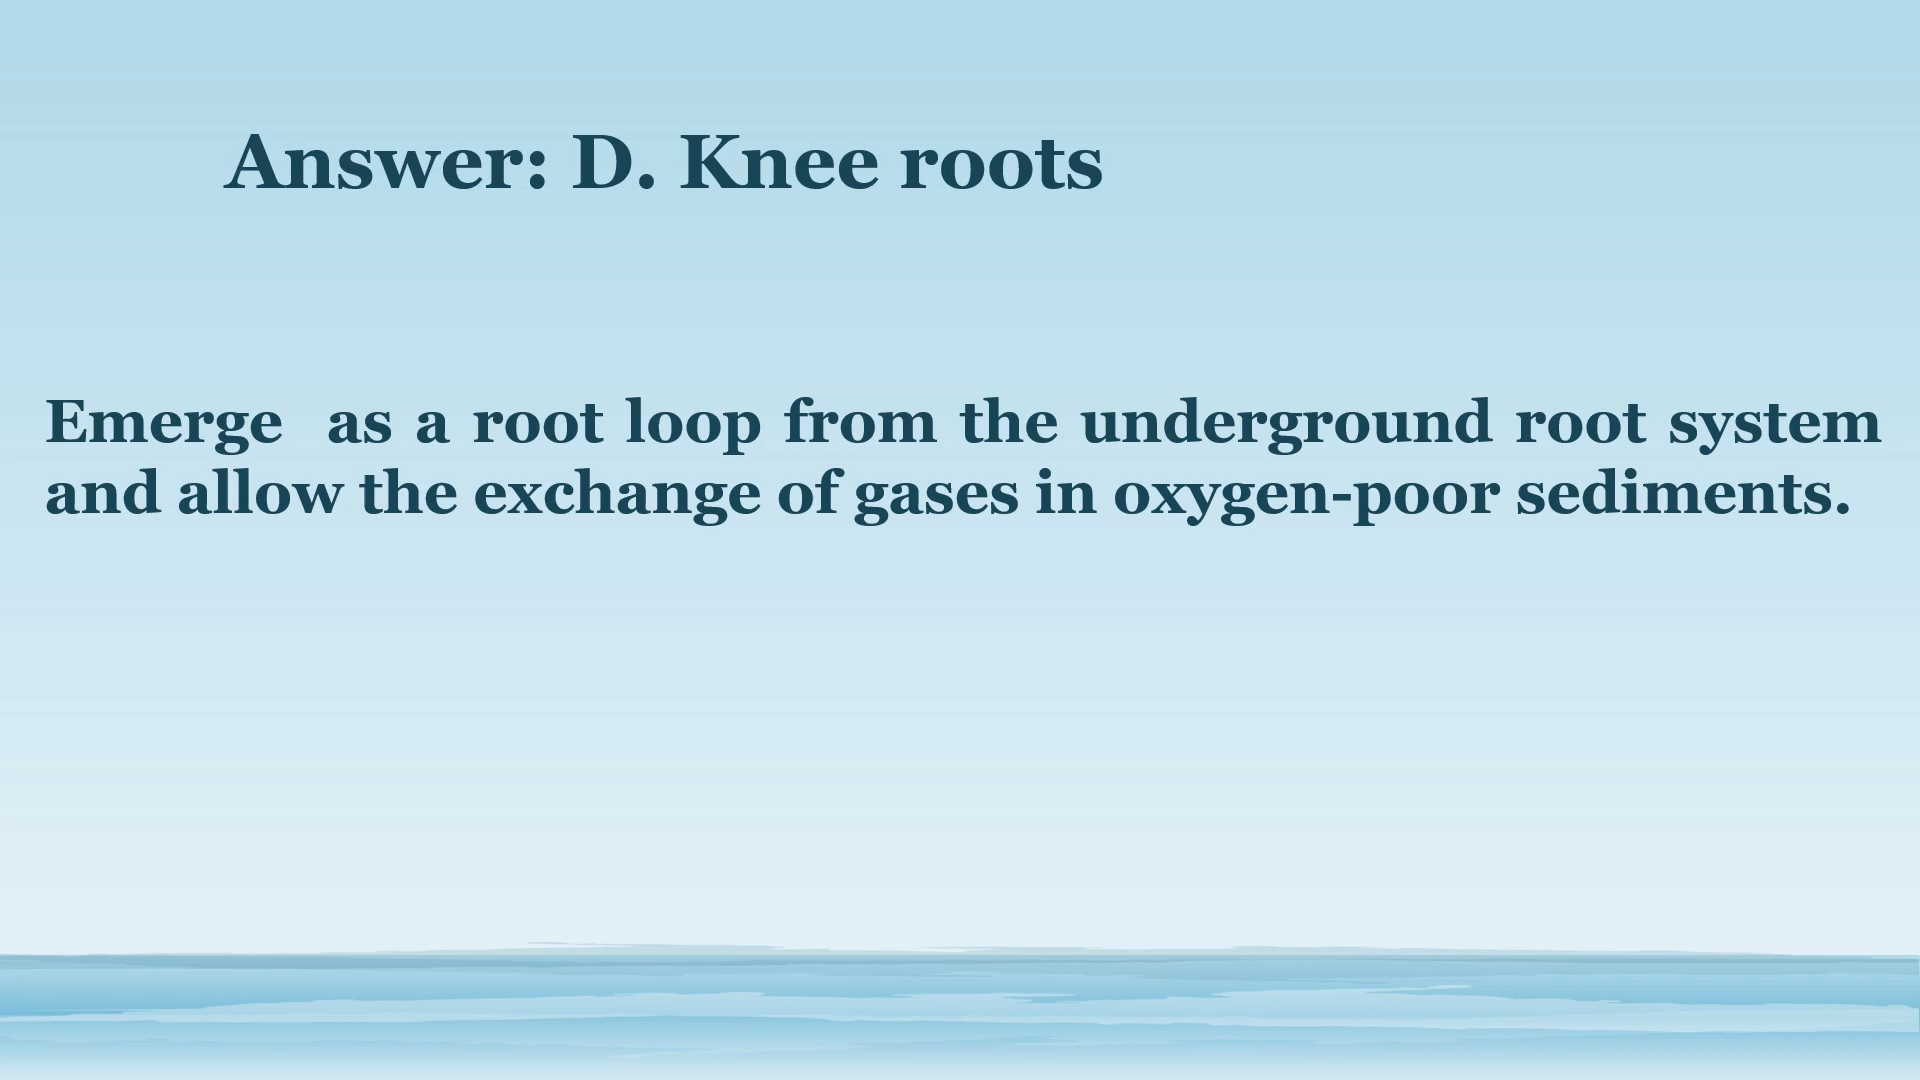 Answer: D. Knee roots
Emerge as a root loop from the underground root system
and allow the exchange of gases in oxygen-poor sediments.